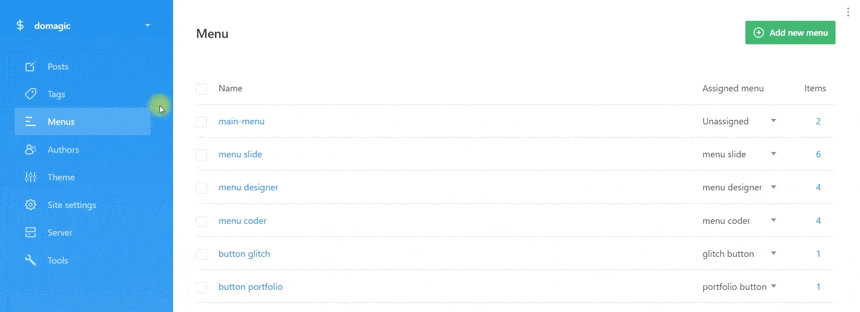 $ domagic
Posts
Tags
Menus
Authors
Theme
Site settings
Server
Tools
Menu
Add new menu
Name Assigned menu Items
main-menu Unassigned 2
menu slide menu slide 6
menu designer menu designer 4
menu coder menu coder 4
button glitch glitch button 1
button portfolio portfolio button 1